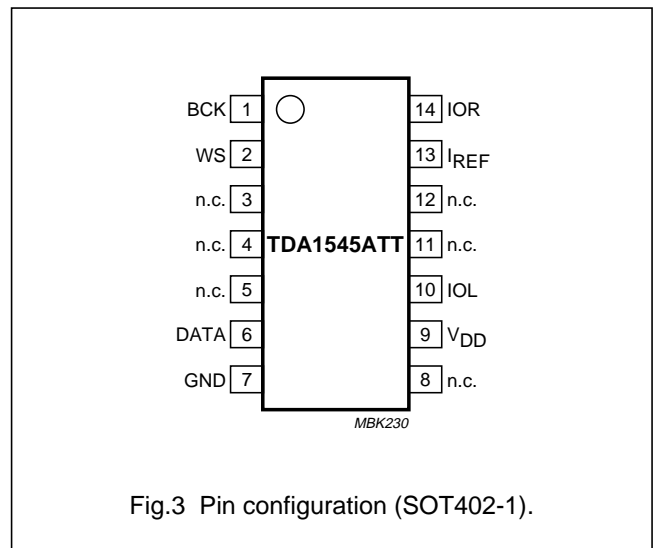 BCK 1 14 IOR
WS 2 13 IREF
n.c. 3 12 n.c.
n.c. 4 TDA1545ATT 11 n.c.
n.c. 5 10 IOL
DATA 6 9 VDD
GND 7 8 n.c.
MBK230
Fig.3 Pin configuration (SOT402-1).